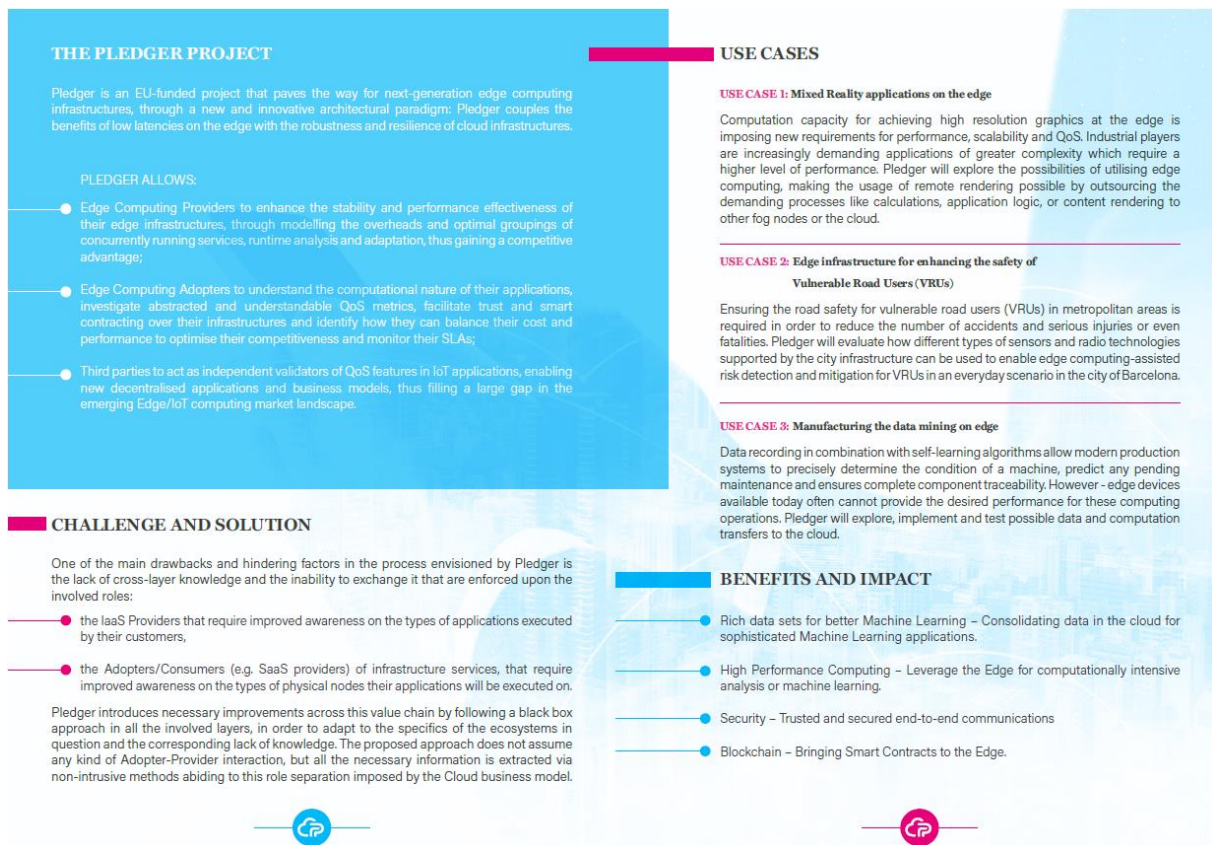 THE PLEDGER PROJECT
Pledger is an EU-funded project that paves the way for next-generation edge computing
infrastructures, through a new and innovative architectural paradigm: Pledger couples the
benefits of low latencies on the edge with the robustness and resilience of cloud infrastructures.
PLEDGER ALLOWS:
Edge Computing Providers to enhance the stability and performance effectiveness of
their edge infrastructures, through modelling the overheads and optimal groupings of
concurrently running services, runtime analysis and adaptation, thus gaining a competitive
advantage;
Edge Computing Adopters to understand the computational nature of their applications,
investigate abstracted and understandable QoS metrics, facilitate trust and smart
contracting over their infrastructures and identify how they can balance their cost and
performance to optimise their competitiveness and monitor their SLAs;
Third parties to act as independent validators of QoS features in IoT applications, enabling
new decentralised applications and business models, thus filling a large gap in the
emerging Edge/IoT computing market landscape.
CHALLENGE AND SOLUTION
One of the main drawbacks and hindering factors in the process envisioned by Pledger is
the lack of cross-layer knowledge and the inability to exchange it that are enforced upon the
involved roles:
the IaaS Providers that require improved awareness on the types of applications executed
by their customers,
the Adopters/Consumers (e.g. SaaS providers) of infrastructure services, that require
improved awareness on the types of physical nodes their applications will be executed on.
Pledger introduces necessary improvements across this value chain by following a black box
approach in all the involved layers, in order to adapt to the specifics of the ecosystems in
question and the corresponding lack of knowledge. The proposed approach does not assume
any kind of Adopter-Provider interaction, but all the necessary information is extracted via
non-intrusive methods abiding to this role separation imposed by the Cloud business model.
USE CASES
USE CASE 1: Mixed Reality applications on the edge
Computation capacity for achieving high resolution graphics at the edge is
imposing new requirements for performance, scalability and QoS. Industrial players
are increasingly demanding applications of greater complexity which require a
higher level of performance. Pledger will explore the possibilities of utilising edge
computing, making the usage of remote rendering possible by outsourcing the
demanding processes like calculations, application logic, or content rendering to
other fog nodes or the cloud.
USE CASE 2: Edge infrastructure for enhancing the safety of
Vulnerable Road Users (VRUs)
Ensuring the road safety for vulnerable road users (VRUs) in metropolitan areas is
required in order to reduce the number of accidents and serious injuries or even
fatalities. Pledger will evaluate how different types of sensors and radio technologies
supported by the city infrastructure can be used to enable edge computing-assisted
risk detection and mitigation for VRUs in an everyday scenario in the city of Barcelona.
USE CASE 3: Manufacturing the data mining on edge
Data recording in combination with self-learning algorithms allow modern production
systems to precisely determine the condition of a machine, predict any pending
maintenance and ensures complete component traceability. However - edge devices
available today often cannot provide the desired performance for these computing
operations. Pledger will explore, implement and test possible data and computation
transfers to the cloud.
BENEFITS AND IMPACT
Rich data sets for better Machine Learning – Consolidating data in the cloud for
sophisticated Machine Learning applications.
High Performance Computing – Leverage the Edge for computationally intensive
analysis or machine learning.
Security – Trusted and secured end-to-end communications
Blockchain – Bringing Smart Contracts to the Edge.